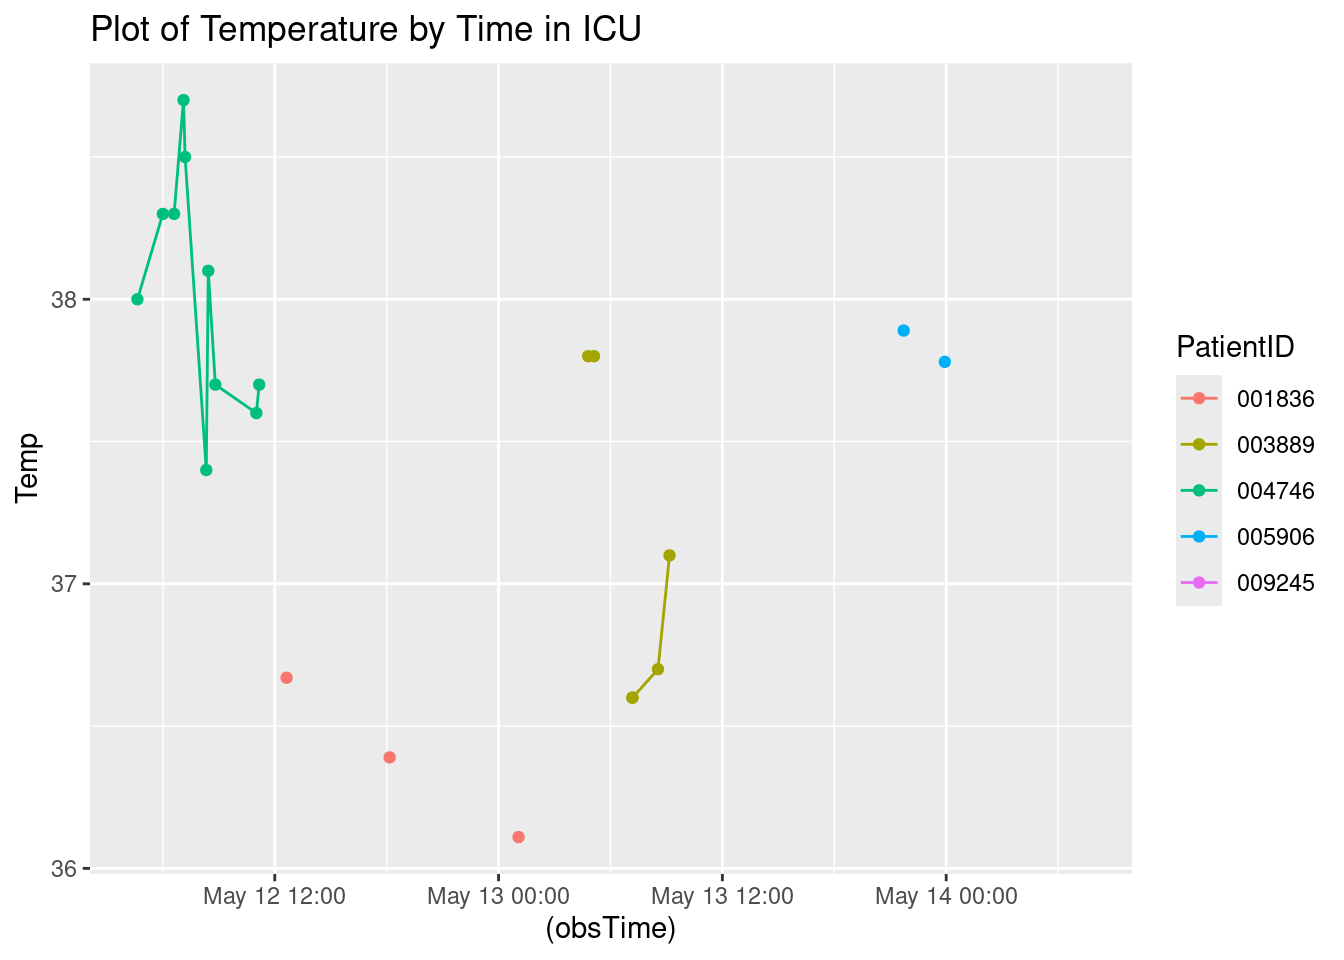 Plot of Temperature by Time in ICU
Temp
38
37
36
May 12 12:00
May 13 00:00
May 13 12:00
May 14 00:00
(obsTime)
PatientID
001836
003889
004746
005906
009245